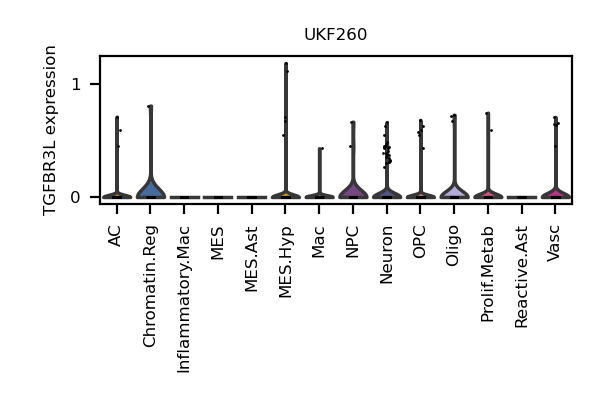 UKF260
TGFBR3L expression
1
0
AC
Chromatin.Reg
Inflammatory.Mac
MES
MES.Ast
MES.Hyp
Mac
NPC
Neuron
OPC
Oligo
Prolif.Metab
Reactive.Ast
Vasc